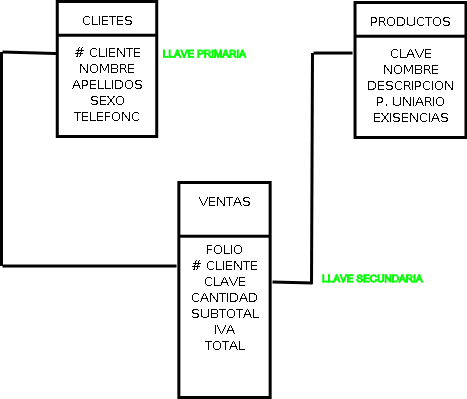 CLIETES
# CLIENTE
NOMBRE
APELLIDOS
SEXO
TELEFONC
LLAVE PRIMARIA
PRODUCTOS
CLAVE
NOMBRE
DESCRIPCION
P. UNIARIO
EXISENCIAS
VENTAS
FOLIO
# CLIENTE
CLAVE
CANTIDAD
SUBTOTAL
IVA
TOTAL
LLAVE SECUNDARIA